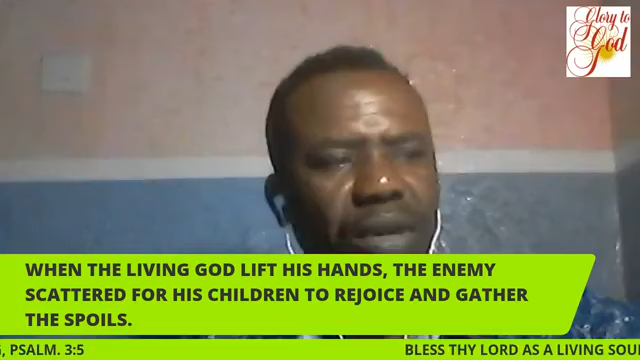 Glory to
God
WHEN THE LIVING GOD LIFT HIS HANDS, THE ENEMY
SCATTERED FOR HIS CHILDREN TO REJOICE AND GATHER
THE SPOILS.
, PSALM. 3:5
BLESS THY LORD AS A LIVING